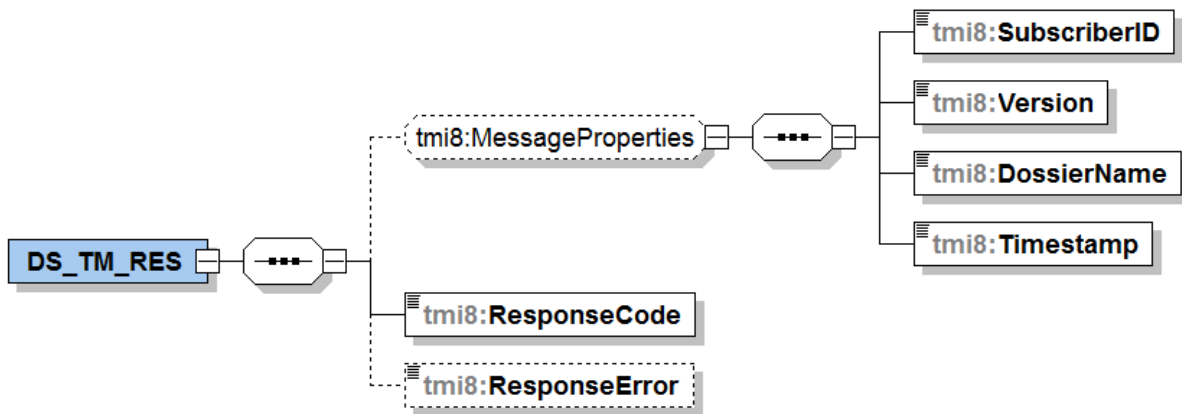 tmi8:SubscriberID
tmi8:Version
tmi8:MessageProperties
tmi8:DossierName
tmi8:Timestamp
DS_TM_RES
tmi8:ResponseCode
tmi8:ResponseError